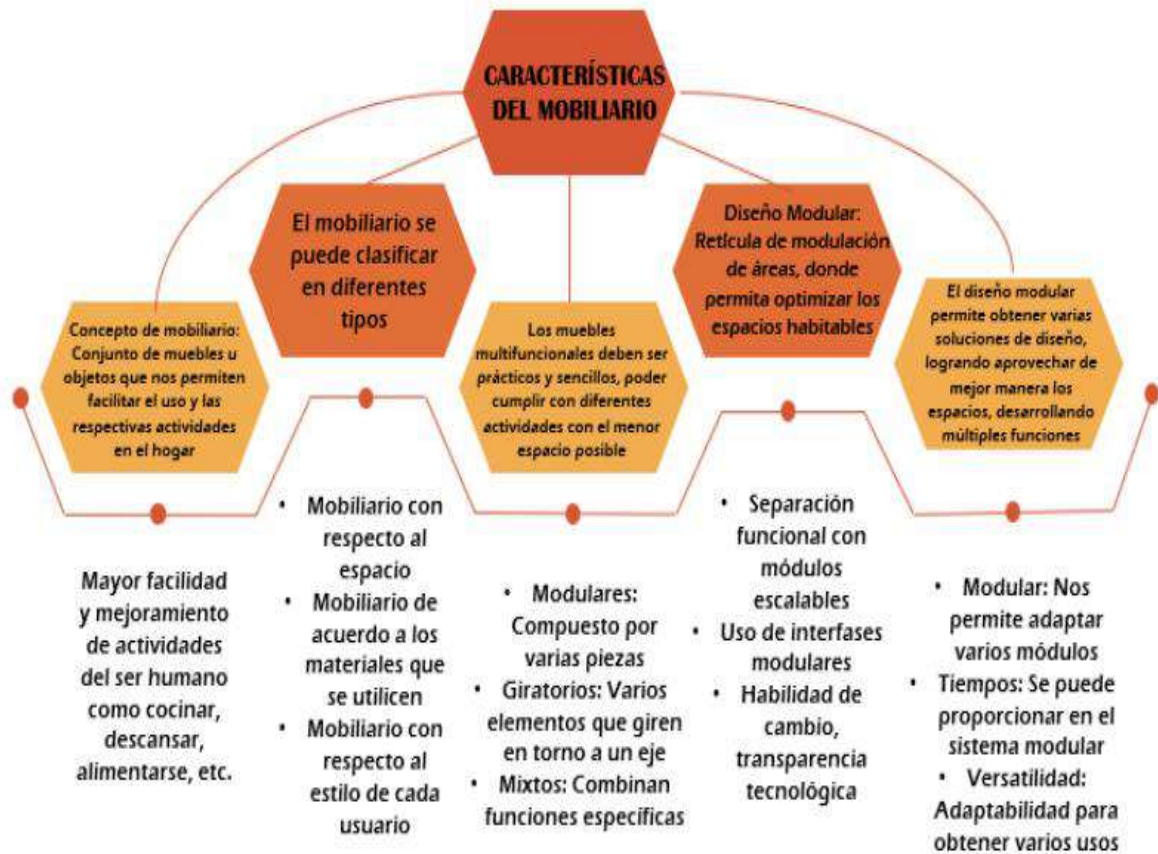 CARACTERÍSTICAS
DEL MOBILIARIO
Concepto de mobiliario:
Conjunto de muebles u
objetos que nos permiten
facilitar el uso y las
respectivas actividades
en el hogar
El mobiliario se
puede clasificar
en diferentes
tipos
Los muebles
multifuncionales deben ser
prácticos y sencillos, poder
cumplir con diferentes
actividades con el menor
espacio posible
Diseño Modular:
Retícula de modulación
de áreas, donde
permita optimizar los
espacios habitables
El diseño modular
permite obtener varias
soluciones de diseño,
logrando aprovechar de
mejor manera los
espacios, desarrollando
múltiples funciones
Mayor facilidad
y mejoramiento
de actividades
del ser humano
como cocinar,
descansar,
alimentarse, etc.
• Mobiliario con
respecto al
espacio
• Mobiliario de
acuerdo a los
materiales que
se utilicen
• Mobiliario con
respecto al
estilo de cada
usuario
• Modulares:
Compuesto por
varias piezas
• Giratorios: Varios
elementos que giren
en torno a un eje
• Mixtos: Combinan
funciones específicas
• Separación
funcional con
módulos
escalables
• Uso de interfases
modulares
• Habilidad de
cambio,
transparencia
tecnológica
• Modular: Nos
permite adaptar
varios módulos
• Tiempos: Se puede
proporcionar en el
sistema modular
• Versatilidad:
Adaptabilidad para
obtener varios usos